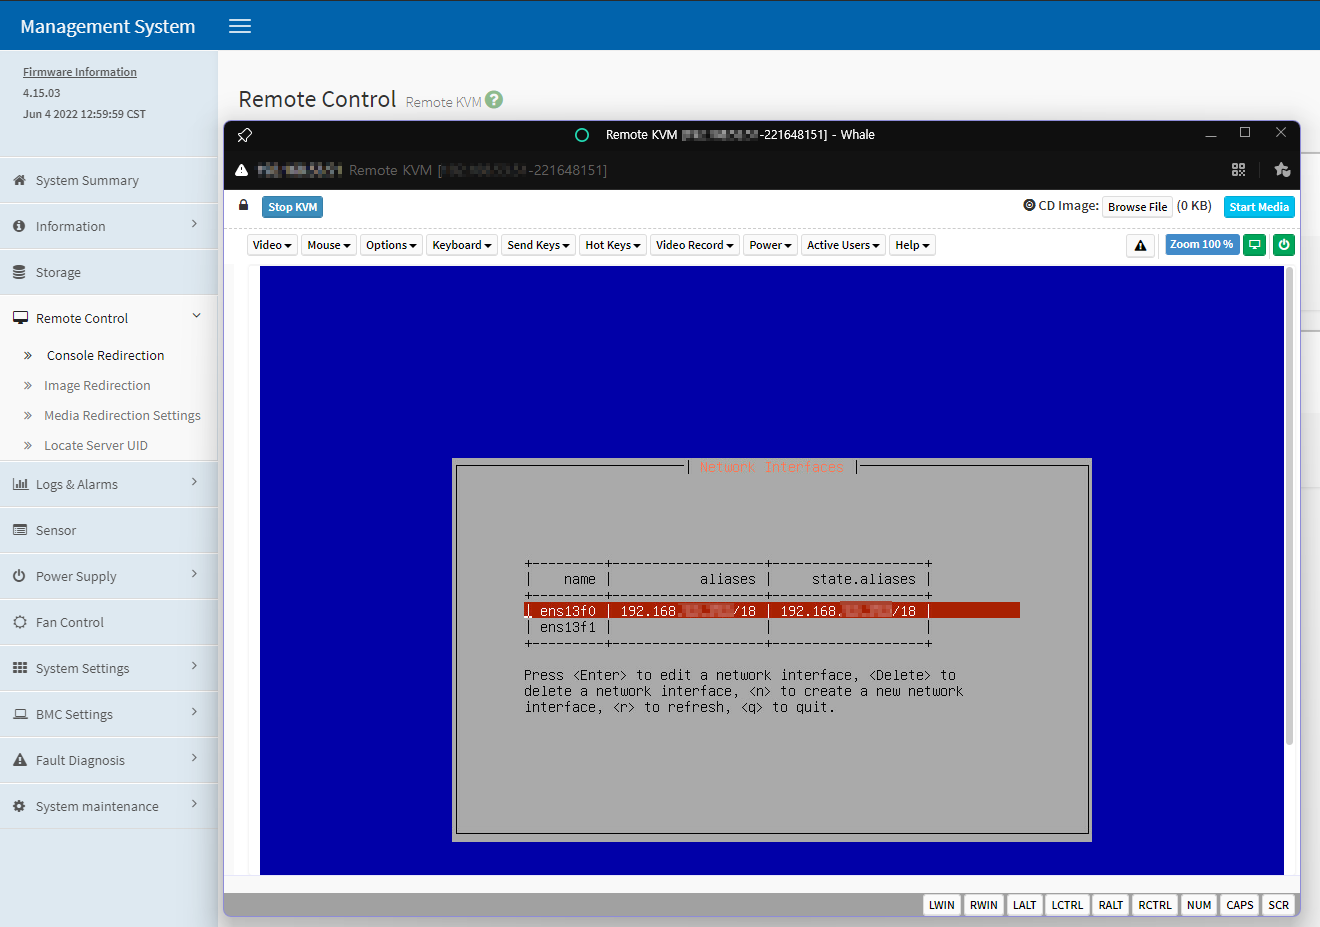 Management System
Firmware Information
4.15.03
Jun 4 2022 12:59:59 CST
System Summary
Information
Storage
Remote Control
Console Redirection
Image Redirection
Media Redirection Settings
Locate Server UID
Logs & Alarms
Sensor
Power Supply
Fan Control
System Settings
BMC Settings
Fault Diagnosis
System maintenance
Remote Control Remote KVM
Remote KVM [ -221648151] - Whale
Remote KVM [ -221648151]
Stop KVM
CD Image: Browse File (0 KB) Start Media
Video Mouse Options Keyboard Send Keys Hot Keys Video Record Power Active Users Help
Zoom 100 %
Network Interfaces
+---------+-------------------+-------------------+
| name | aliases | state.aliases |
+---------+-------------------+-------------------+
| ens13f0 | 192.168. /18 | 192.168. /18 |
| ens13f1 | | |
+---------+-------------------+-------------------+
Press <Enter> to edit a network interface, <Delete> to
delete a network interface, <n> to create a new network
interface, <r> to refresh, <q> to quit.
LWIN RWIN LALT LCTRL RALT RCTRL NUM CAPS SCR